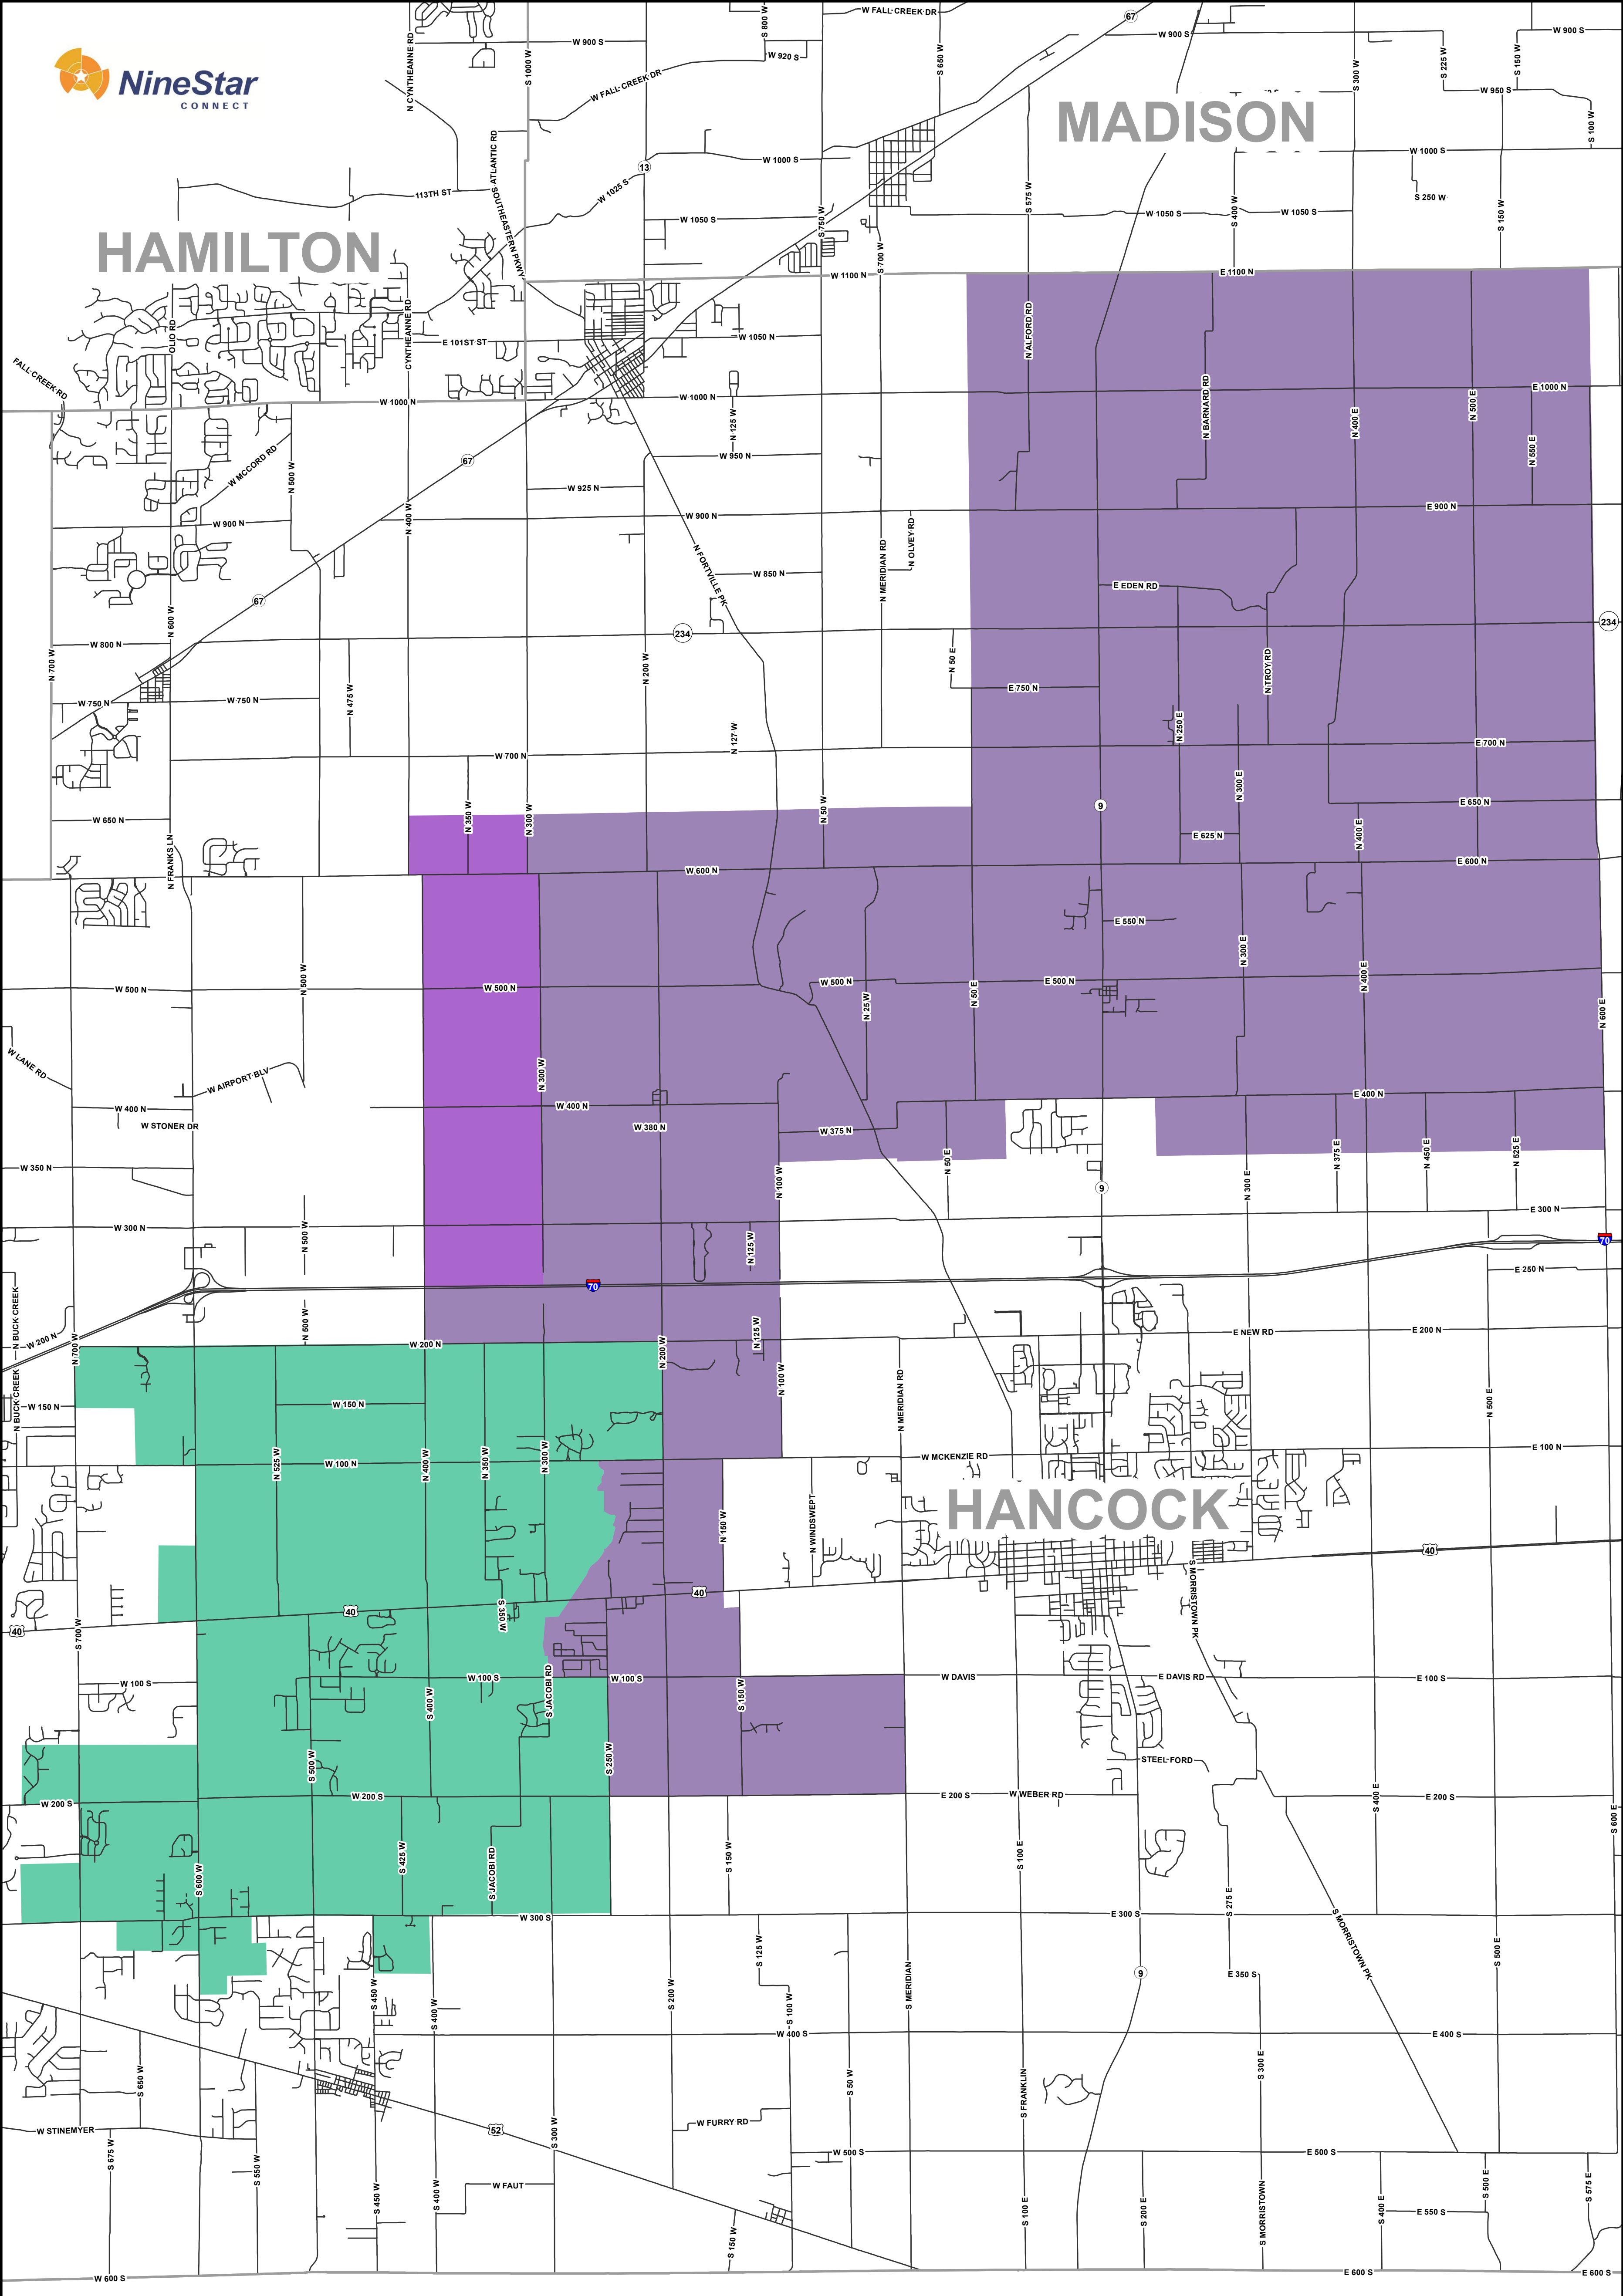 W FALL CREEK DR
67
N CYNTHEANNE RD
S 800 W
W 900 S
W 900 S
W 900 S
S 1000 W
W 920 S
S 650 W
S 300 W
S 225 W
S 150 W
NineStar
CONNECT
W FALL CREEK DR
W 950 S
MADISON
S 100 W
S ATLANTIC RD
13
W 1000 S
W 1000 S
113TH ST
W 1025 S
S 575 W
S 250 W
SOUTHEASTERN PKWY
W 1050 S
S 750 W
W 1050 S
S 400 W
W 1050 S
S 150 W
HAMILTON
S 700 W
W 1100 N
E 1100 N
OLIO RD
CYNTHEANNE RD
E 101ST ST
W 1050 N
N ALFORD RD
FALL CREEK RD
W 1000 N
W 1000 N
N BARNARD RD
E 1000 N
N 125 W
N 400 E
N 500 E
N 550 E
W MCCORD RD
67
W 950 N
N 500 W
W 925 N
W 900 N
N 400 W
W 900 N
E 900 N
N OLVEY RD
N FORTVILLE PK
W 850 N
N MERIDIAN RD
E EDEN RD
67
N 600 W
234
234
W 800 N
N 700 W
N 200 W
N 50 E
N TROY RD
W 750 N
W 750 N
N 475 W
E 750 N
N 250 E
N 127 W
W 700 N
E 700 N
N 300 E
W 650 N
N 350 W
N 300 W
N 50 W
9
E 650 N
N FRANKS LN
E 625 N
N 400 E
W 600 N
E 600 N
E 550 N
N 300 E
W 500 N
N 500 W
W 500 N
W 500 N
E 500 N
N 400 E
N 25 W
N 50 E
N 600 E
W LANE RD
W AIRPORT BLV
N 300 W
W 400 N
W 400 N
E 400 N
W STONER DR
W 380 N
W 375 N
W 350 N
N 50 E
N 375 E
N 450 E
N 525 E
N 100 W
9
N 300 E
W 300 N
N 500 W
N 125 W
E 300 N
70
70
E 250 N
N BUCK CREEK
W 200 N
N 700 W
N 500 W
W 200 N
N 200 W
N 125 W
E NEW RD
E 200 N
N BUCK CREEK
W 150 N
W 150 N
N 100 W
N MERIDIAN RD
N 500 E
N 525 W
W 100 N
N 400 W
N 350 W
N 300 W
W MCKENZIE RD
E 100 N
HANCOCK
N 150 W
N WINDSWEPT
40
40
40
40
S 700 W
S 350 W
S MORRISTOWN PK
W 100 S
W 100 S
S JACOBI RD
W 100 S
W DAVIS
E DAVIS RD
E 100 S
S 400 W
S 150 W
S 500 W
S 250 W
STEEL FORD
W 200 S
W 200 S
E 200 S
W WEBER RD
S 400 E
E 200 S
S 600 E
S 600 W
S 425 W
S JACOBI RD
S 150 W
S 100 E
S 275 E
W 300 S
E 300 S
S MORRISTOWN PK
S 125 W
S 500 E
9
E 350 S
S 450 W
S 400 W
S 200 W
S 100 W
S MERIDIAN
W 400 S
E 400 S
S 650 W
S 50 W
S FRANKLIN
S 300 E
W STINEMYER
52
W FURRY RD
S 300 W
W 500 S
E 500 S
S 675 W
S 550 W
W FAUT
S 450 W
S 400 W
S 100 E
S 200 E
S MORRISTOWN
S 400 E
S 500 E
S 575 E
E 550 S
S 150 W
W 600 S
E 600 S
E 600 S